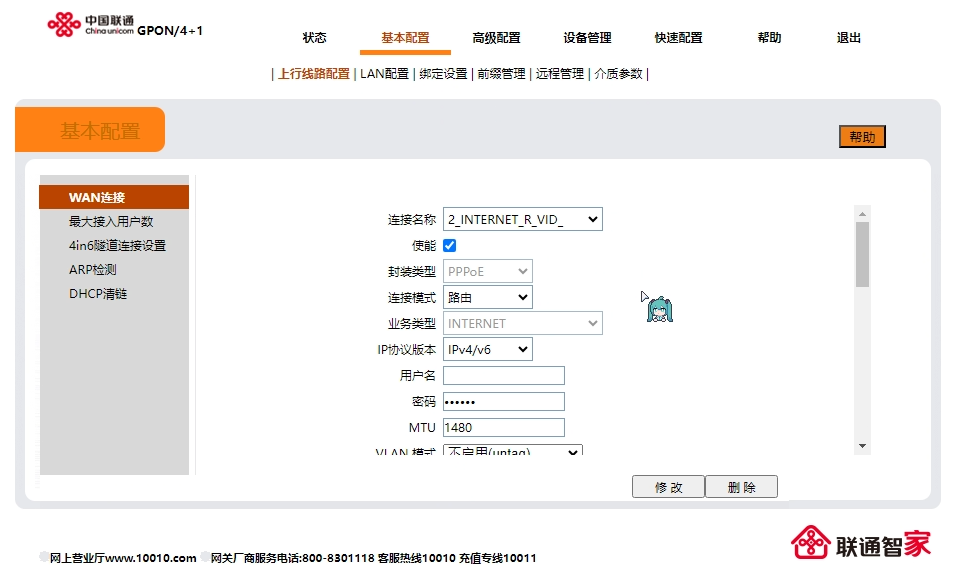 中国联通
China unicom GPON/4+1
状态 基本配置 高级配置 设备管理 快速配置 帮助 退出
| 上行线路配置 | LAN配置 | 绑定设置 | 前缀管理 | 远程管理 | 介质参数 |
基本配置
帮助
WAN连接
最大接入用户数
4in6隧道连接设置
ARP检测
DHCP清链
连接名称 2_INTERNET_R_VID_
使能
封装类型 PPPoE
连接模式 路由
业务类型 INTERNET
IP协议版本 IPv4/v6
用户名
密码 ••••••
MTU 1480
VLAN 模式 不启用(untag)
修 改 删 除
网上营业厅www.10010.com 网关厂商服务电话:800-8301118 客服热线10010 充值专线10011
联通智家